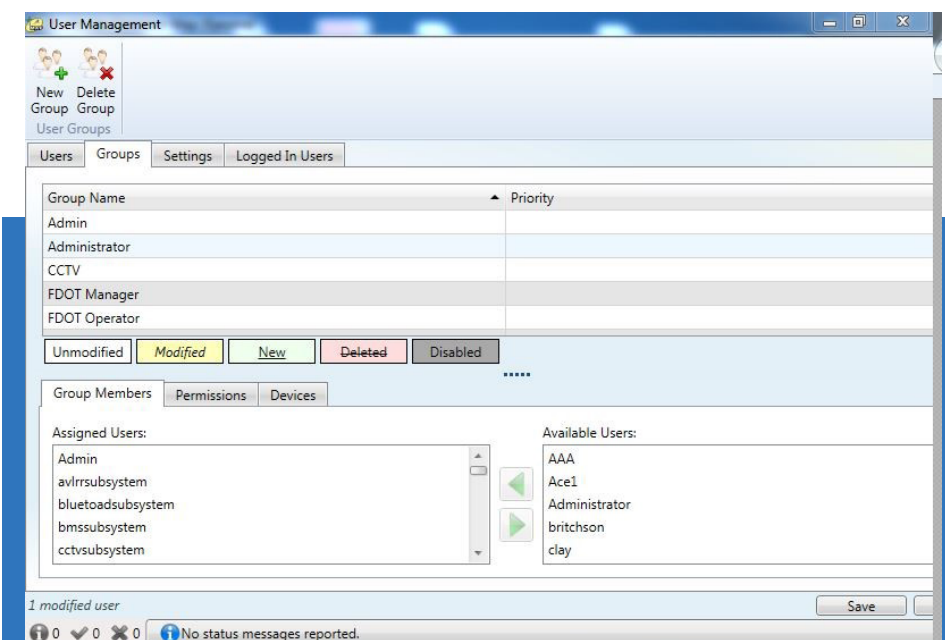 User Management
New Group Delete Group
User Groups
Users Groups Settings Logged In Users
Group Name Priority
Admin
Administrator
CCTV
FDOT Manager
FDOT Operator
Unmodified Modified New Deleted Disabled
Group Members Permissions Devices
Assigned Users: Available Users:
Admin AAA
avlrrsubsystem Ace1
bluetoadsubsystem Administrator
bmssubsystem britchson
cctvsubsystem clay
1 modified user Save
0 0 0 No status messages reported.